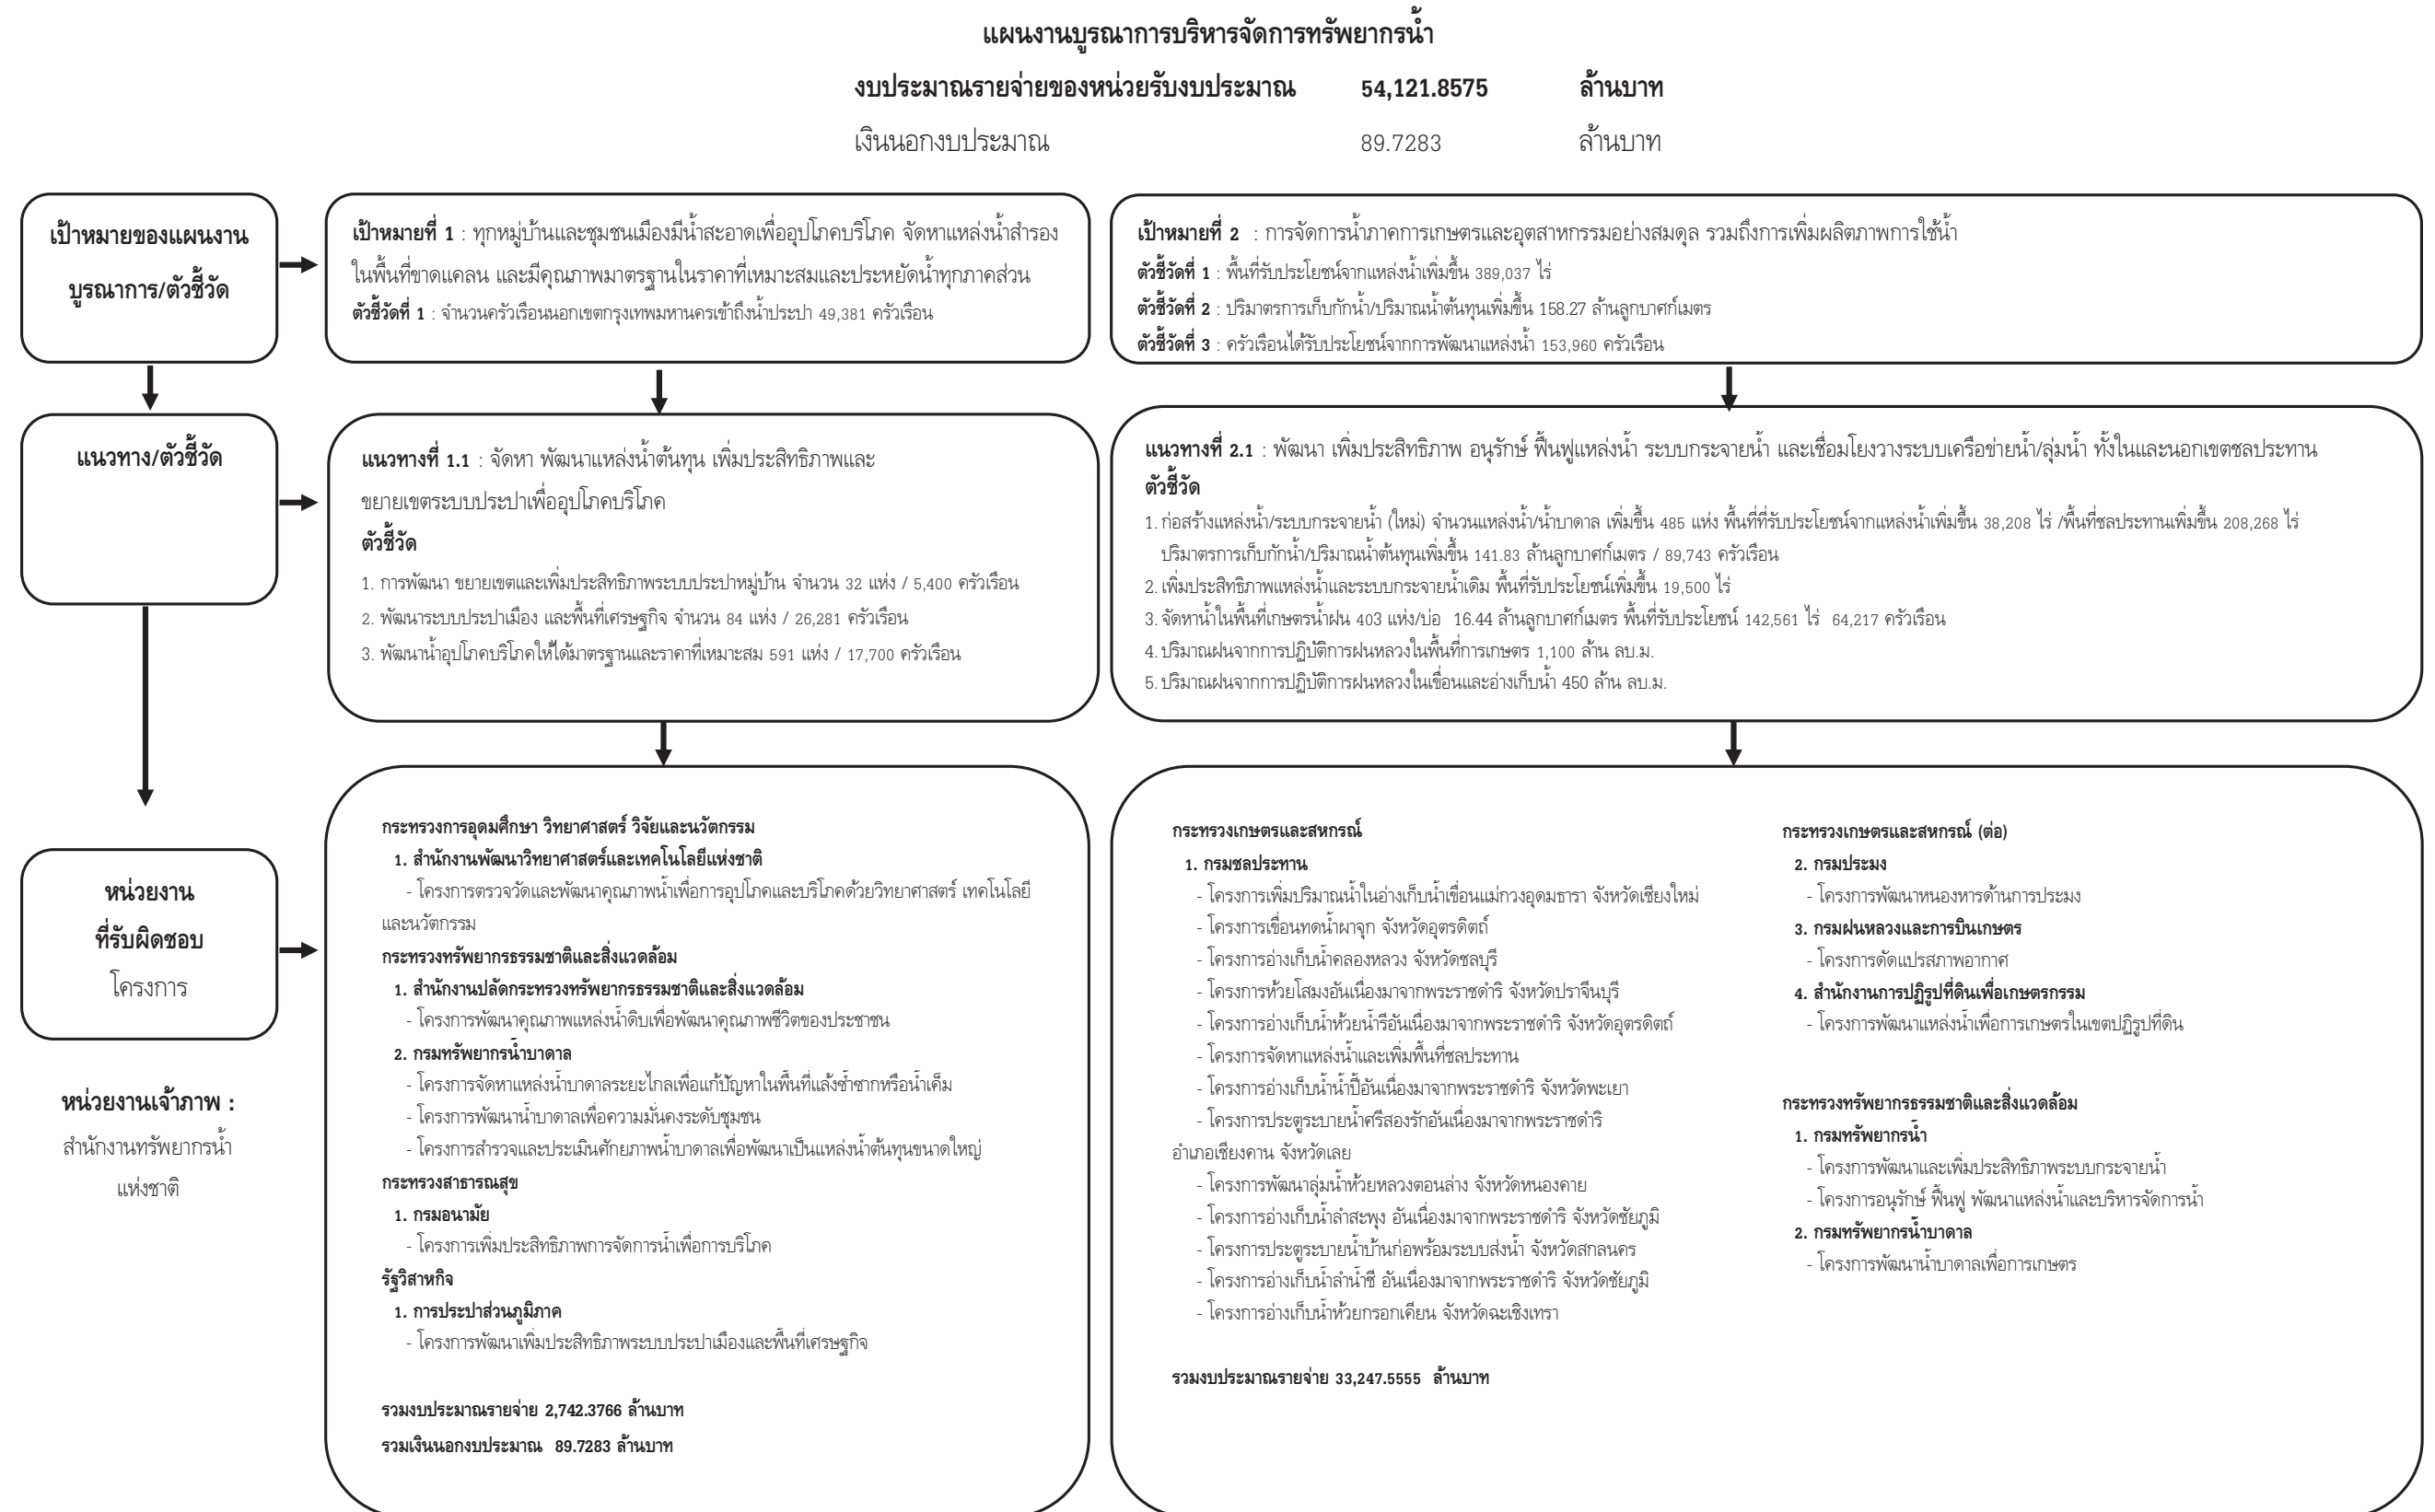 แผนงานบูรณาการบริหารจัดการทรัพยากรน้ำ
งบประมาณรายจ่ายของหน่วยรับงบประมาณ 54,121.8575 ล้านบาท
เงินนอกงบประมาณ 89.7283 ล้านบาท
เป้าหมายของแผนงาน
บูรณาการ/ตัวชี้วัด
เป้าหมายที่ 1 : ทุกหมู่บ้านและชุมชนเมืองมีน้ำสะอาดเพื่ออุปโภคบริโภค จัดหาแหล่งน้ำสำรอง
ในพื้นที่ขาดแคลน และมีคุณภาพมาตรฐานในราคาที่เหมาะสมและประหยัดน้ำทุกภาคส่วน
ตัวชี้วัดที่ 1 : จำนวนครัวเรือนนอกเขตกรุงเทพมหานครเข้าถึงน้ำประปา 49,381 ครัวเรือน
เป้าหมายที่ 2 : การจัดการน้ำภาคการเกษตรและอุตสาหกรรมอย่างสมดุล รวมถึงการเพิ่มผลิตภาพการใช้น้ำ
ตัวชี้วัดที่ 1 : พื้นที่รับประโยชน์จากแหล่งน้ำเพิ่มขึ้น 389,037 ไร่
ตัวชี้วัดที่ 2 : ปริมาตรการเก็บกักน้ำ/ปริมาณน้ำต้นทุนเพิ่มขึ้น 158.27 ล้านลูกบาศก์เมตร
ตัวชี้วัดที่ 3 : ครัวเรือนได้รับประโยชน์จากการพัฒนาแหล่งน้ำ 153,960 ครัวเรือน
แนวทาง/ตัวชี้วัด
แนวทางที่ 1.1 : จัดหา พัฒนาแหล่งน้ำต้นทุน เพิ่มประสิทธิภาพและ
ขยายเขตระบบประปาเพื่ออุปโภคบริโภค
ตัวชี้วัด
1. การพัฒนา ขยายเขตและเพิ่มประสิทธิภาพระบบประปาหมู่บ้าน จำนวน 32 แห่ง / 5,400 ครัวเรือน
2. พัฒนาระบบประปาเมือง และพื้นที่เศรษฐกิจ จำนวน 84 แห่ง / 26,281 ครัวเรือน
3. พัฒนาน้ำอุปโภคบริโภคให้ได้มาตรฐานและราคาที่เหมาะสม 591 แห่ง / 17,700 ครัวเรือน
แนวทางที่ 2.1 : พัฒนา เพิ่มประสิทธิภาพ อนุรักษ์ ฟื้นฟูแหล่งน้ำ ระบบกระจายน้ำ และเชื่อมโยงวางระบบเครือข่ายน้ำ/ลุ่มน้ำ ทั้งในและนอกเขตชลประทาน
ตัวชี้วัด
1. ก่อสร้างแหล่งน้ำ/ระบบกระจายน้ำ (ใหม่) จำนวนแหล่งน้ำ/น้ำบาดาล เพิ่มขึ้น 485 แห่ง พื้นที่ที่รับประโยชน์จากแหล่งน้ำเพิ่มขึ้น 38,208 ไร่ /พื้นที่ชลประทานเพิ่มขึ้น 208,268 ไร่
ปริมาตรการเก็บกักน้ำ/ปริมาณน้ำต้นทุนเพิ่มขึ้น 141.83 ล้านลูกบาศก์เมตร / 89,743 ครัวเรือน
2. เพิ่มประสิทธิภาพแหล่งน้ำและระบบกระจายน้ำเดิม พื้นที่รับประโยชน์เพิ่มขึ้น 19,500 ไร่
3. จัดหาน้ำในพื้นที่เกษตรน้ำฝน 403 แห่ง/บ่อ 16.44 ล้านลูกบาศก์เมตร พื้นที่รับประโยชน์ 142,561 ไร่ 64,217 ครัวเรือน
4. ปริมาณฝนจากการปฏิบัติการฝนหลวงในพื้นที่การเกษตร 1,100 ล้าน ลบ.ม.
5. ปริมาณฝนจากการปฏิบัติการฝนหลวงในเขื่อนและอ่างเก็บน้ำ 450 ล้าน ลบ.ม.
หน่วยงาน
ที่รับผิดชอบ
โครงการ
หน่วยงานเจ้าภาพ :
สำนักงานทรัพยากรน้ำ
แห่งชาติ
กระทรวงการอุดมศึกษา วิทยาศาสตร์ วิจัยและนวัตกรรม
1. สำนักงานพัฒนาวิทยาศาสตร์และเทคโนโลยีแห่งชาติ
- โครงการตรวจวัดและพัฒนาคุณภาพน้ำเพื่อการอุปโภคและบริโภคด้วยวิทยาศาสตร์ เทคโนโลยี
และนวัตกรรม
กระทรวงทรัพยากรธรรมชาติและสิ่งแวดล้อม
1. สำนักงานปลัดกระทรวงทรัพยากรธรรมชาติและสิ่งแวดล้อม
- โครงการพัฒนาคุณภาพแหล่งน้ำดิบเพื่อพัฒนาคุณภาพชีวิตของประชาชน
2. กรมทรัพยากรน้ำบาดาล
- โครงการจัดหาแหล่งน้ำบาดาลระยะไกลเพื่อแก้ปัญหาในพื้นที่แล้งซ้ำซากหรือน้ำเค็ม
- โครงการพัฒนาน้ำบาดาลเพื่อความมั่นคงระดับชุมชน
- โครงการสำรวจและประเมินศักยภาพน้ำบาดาลเพื่อพัฒนาเป็นแหล่งน้ำต้นทุนขนาดใหญ่
กระทรวงสาธารณสุข
1. กรมอนามัย
- โครงการเพิ่มประสิทธิภาพการจัดการน้ำเพื่อการบริโภค
รัฐวิสาหกิจ
1. การประปาส่วนภูมิภาค
- โครงการพัฒนาเพิ่มประสิทธิภาพระบบประปาเมืองและพื้นที่เศรษฐกิจ
รวมงบประมาณรายจ่าย 2,742.3766 ล้านบาท
รวมเงินนอกงบประมาณ 89.7283 ล้านบาท
กระทรวงเกษตรและสหกรณ์
1. กรมชลประทาน
- โครงการเพิ่มปริมาณน้ำในอ่างเก็บน้ำเขื่อนแม่กวงอุดมธารา จังหวัดเชียงใหม่
- โครงการเขื่อนทดน้ำผาจุก จังหวัดอุตรดิตถ์
- โครงการอ่างเก็บน้ำคลองหลวง จังหวัดชลบุรี
- โครงการห้วยโสมงอันเนื่องมาจากพระราชดำริ จังหวัดปราจีนบุรี
- โครงการอ่างเก็บน้ำห้วยน้ำรีอันเนื่องมาจากพระราชดำริ จังหวัดอุตรดิตถ์
- โครงการจัดหาแหล่งน้ำและเพิ่มพื้นที่ชลประทาน
- โครงการอ่างเก็บน้ำน้ำปี้อันเนื่องมาจากพระราชดำริ จังหวัดพะเยา
- โครงการประตูระบายน้ำศรีสองรักอันเนื่องมาจากพระราชดำริ
อำเภอเชียงคาน จังหวัดเลย
- โครงการพัฒนาลุ่มน้ำห้วยหลวงตอนล่าง จังหวัดหนองคาย
- โครงการอ่างเก็บน้ำลำสะพุง อันเนื่องมาจากพระราชดำริ จังหวัดชัยภูมิ
- โครงการประตูระบายน้ำบ้านก่อพร้อมระบบส่งน้ำ จังหวัดสกลนคร
- โครงการอ่างเก็บน้ำลำน้ำชี อันเนื่องมาจากพระราชดำริ จังหวัดชัยภูมิ
- โครงการอ่างเก็บน้ำห้วยกรอกเคียน จังหวัดฉะเชิงเทรา
รวมงบประมาณรายจ่าย 33,247.5555 ล้านบาท
กระทรวงเกษตรและสหกรณ์ (ต่อ)
2. กรมประมง
- โครงการพัฒนาหนองหารด้านการประมง
3. กรมฝนหลวงและการบินเกษตร
- โครงการดัดแปรสภาพอากาศ
4. สำนักงานการปฏิรูปที่ดินเพื่อเกษตรกรรม
- โครงการพัฒนาแหล่งน้ำเพื่อการเกษตรในเขตปฏิรูปที่ดิน
กระทรวงทรัพยากรธรรมชาติและสิ่งแวดล้อม
1. กรมทรัพยากรน้ำ
- โครงการพัฒนาและเพิ่มประสิทธิภาพระบบกระจายน้ำ
- โครงการอนุรักษ์ ฟื้นฟู พัฒนาแหล่งน้ำและบริหารจัดการน้ำ
2. กรมทรัพยากรน้ำบาดาล
- โครงการพัฒนาน้ำบาดาลเพื่อการเกษตร